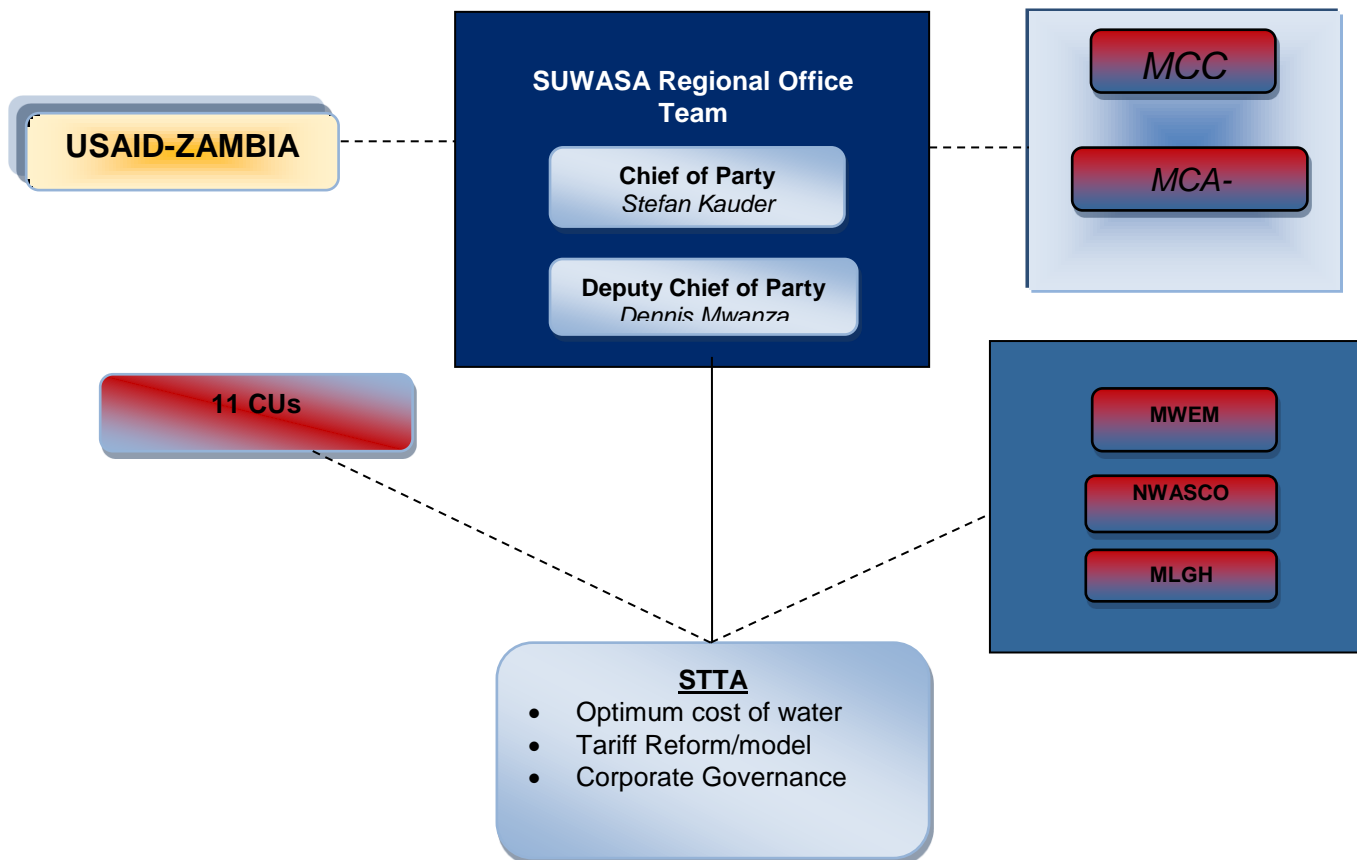 USAID-ZAMBIA
SUWASA Regional Office
Team
Chief of Party
Stefan Kauder
Deputy Chief of Party
Dennis Mwanza
MCC
MCA-
11 CUs
MWEM
NWASCO
MLGH
STTA
• Optimum cost of water
• Tariff Reform/model
• Corporate Governance